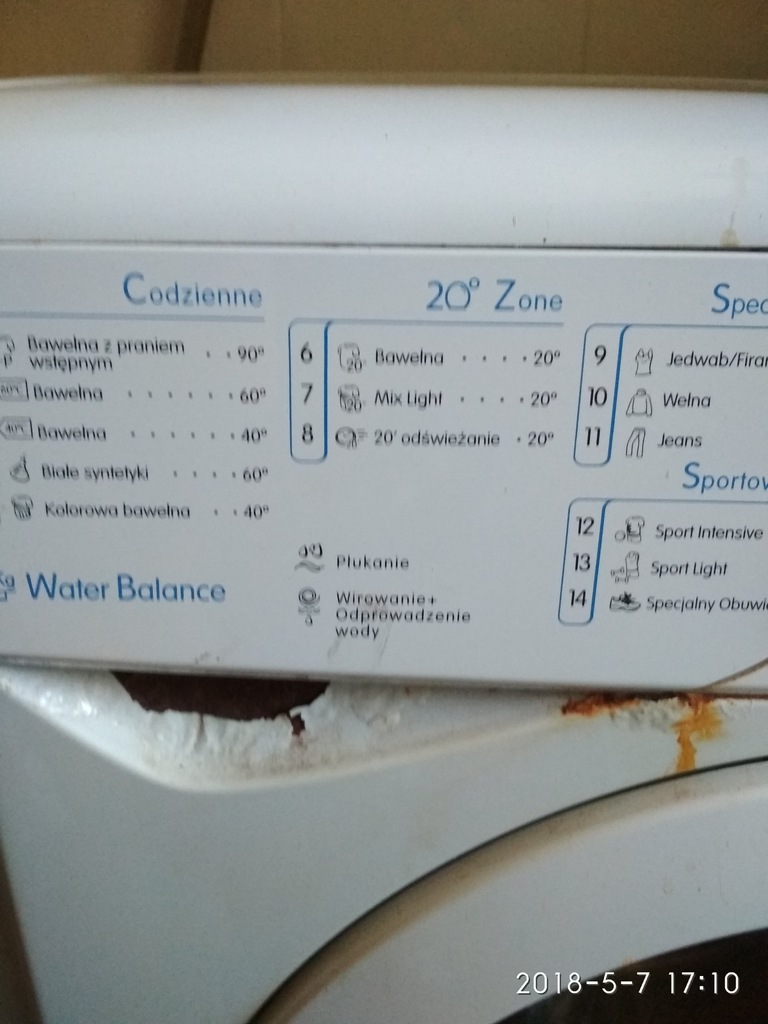 Codzienne
Bawełna z praniem
wstępnym . . 90°
Bawełna . . . . . . 60°
Bawełna . . . . . . 40°
Białe syntetyki . . . . 60°
Kolorowa bawełna . . 40°
Water Balance
20° Zone
6 Bawełna . . . . 20°
7 Mix Light . . . . 20°
8 20' odświeżanie . 20°
Płukanie
Wirowanie+
Odprowadzenie
wody
Spec
9 Jedwab/Firan
10 Wełna
11 Jeans
Sportow
12 Sport Intensive
13 Sport Light
14 Specjalny Obuwi
2018-5-7 17:10